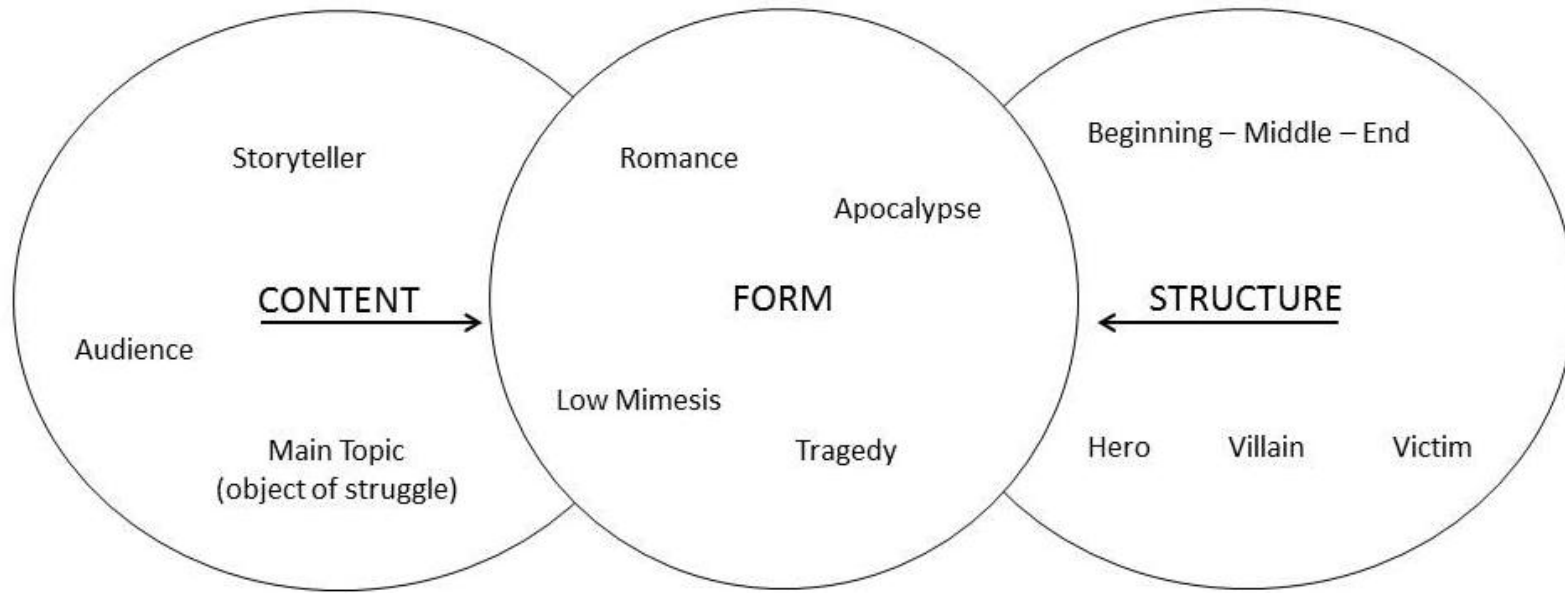 Storyteller
CONTENT
Audience
Main Topic
(object of struggle)
Romance
Apocalypse
FORM
Low Mimesis
Tragedy
Beginning – Middle – End
STRUCTURE
Hero Villain Victim